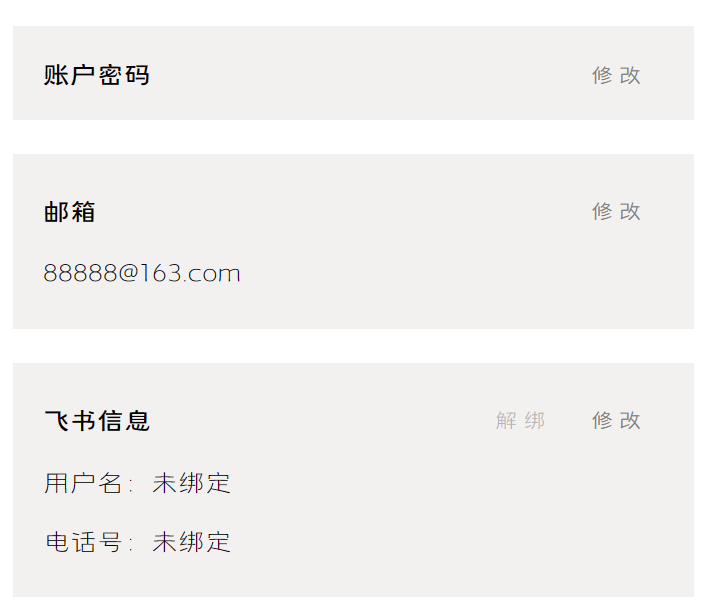 账户密码 修改
邮箱 修改
88888@163.com
飞书信息 解绑 修改
用户名：未绑定
电话号：未绑定